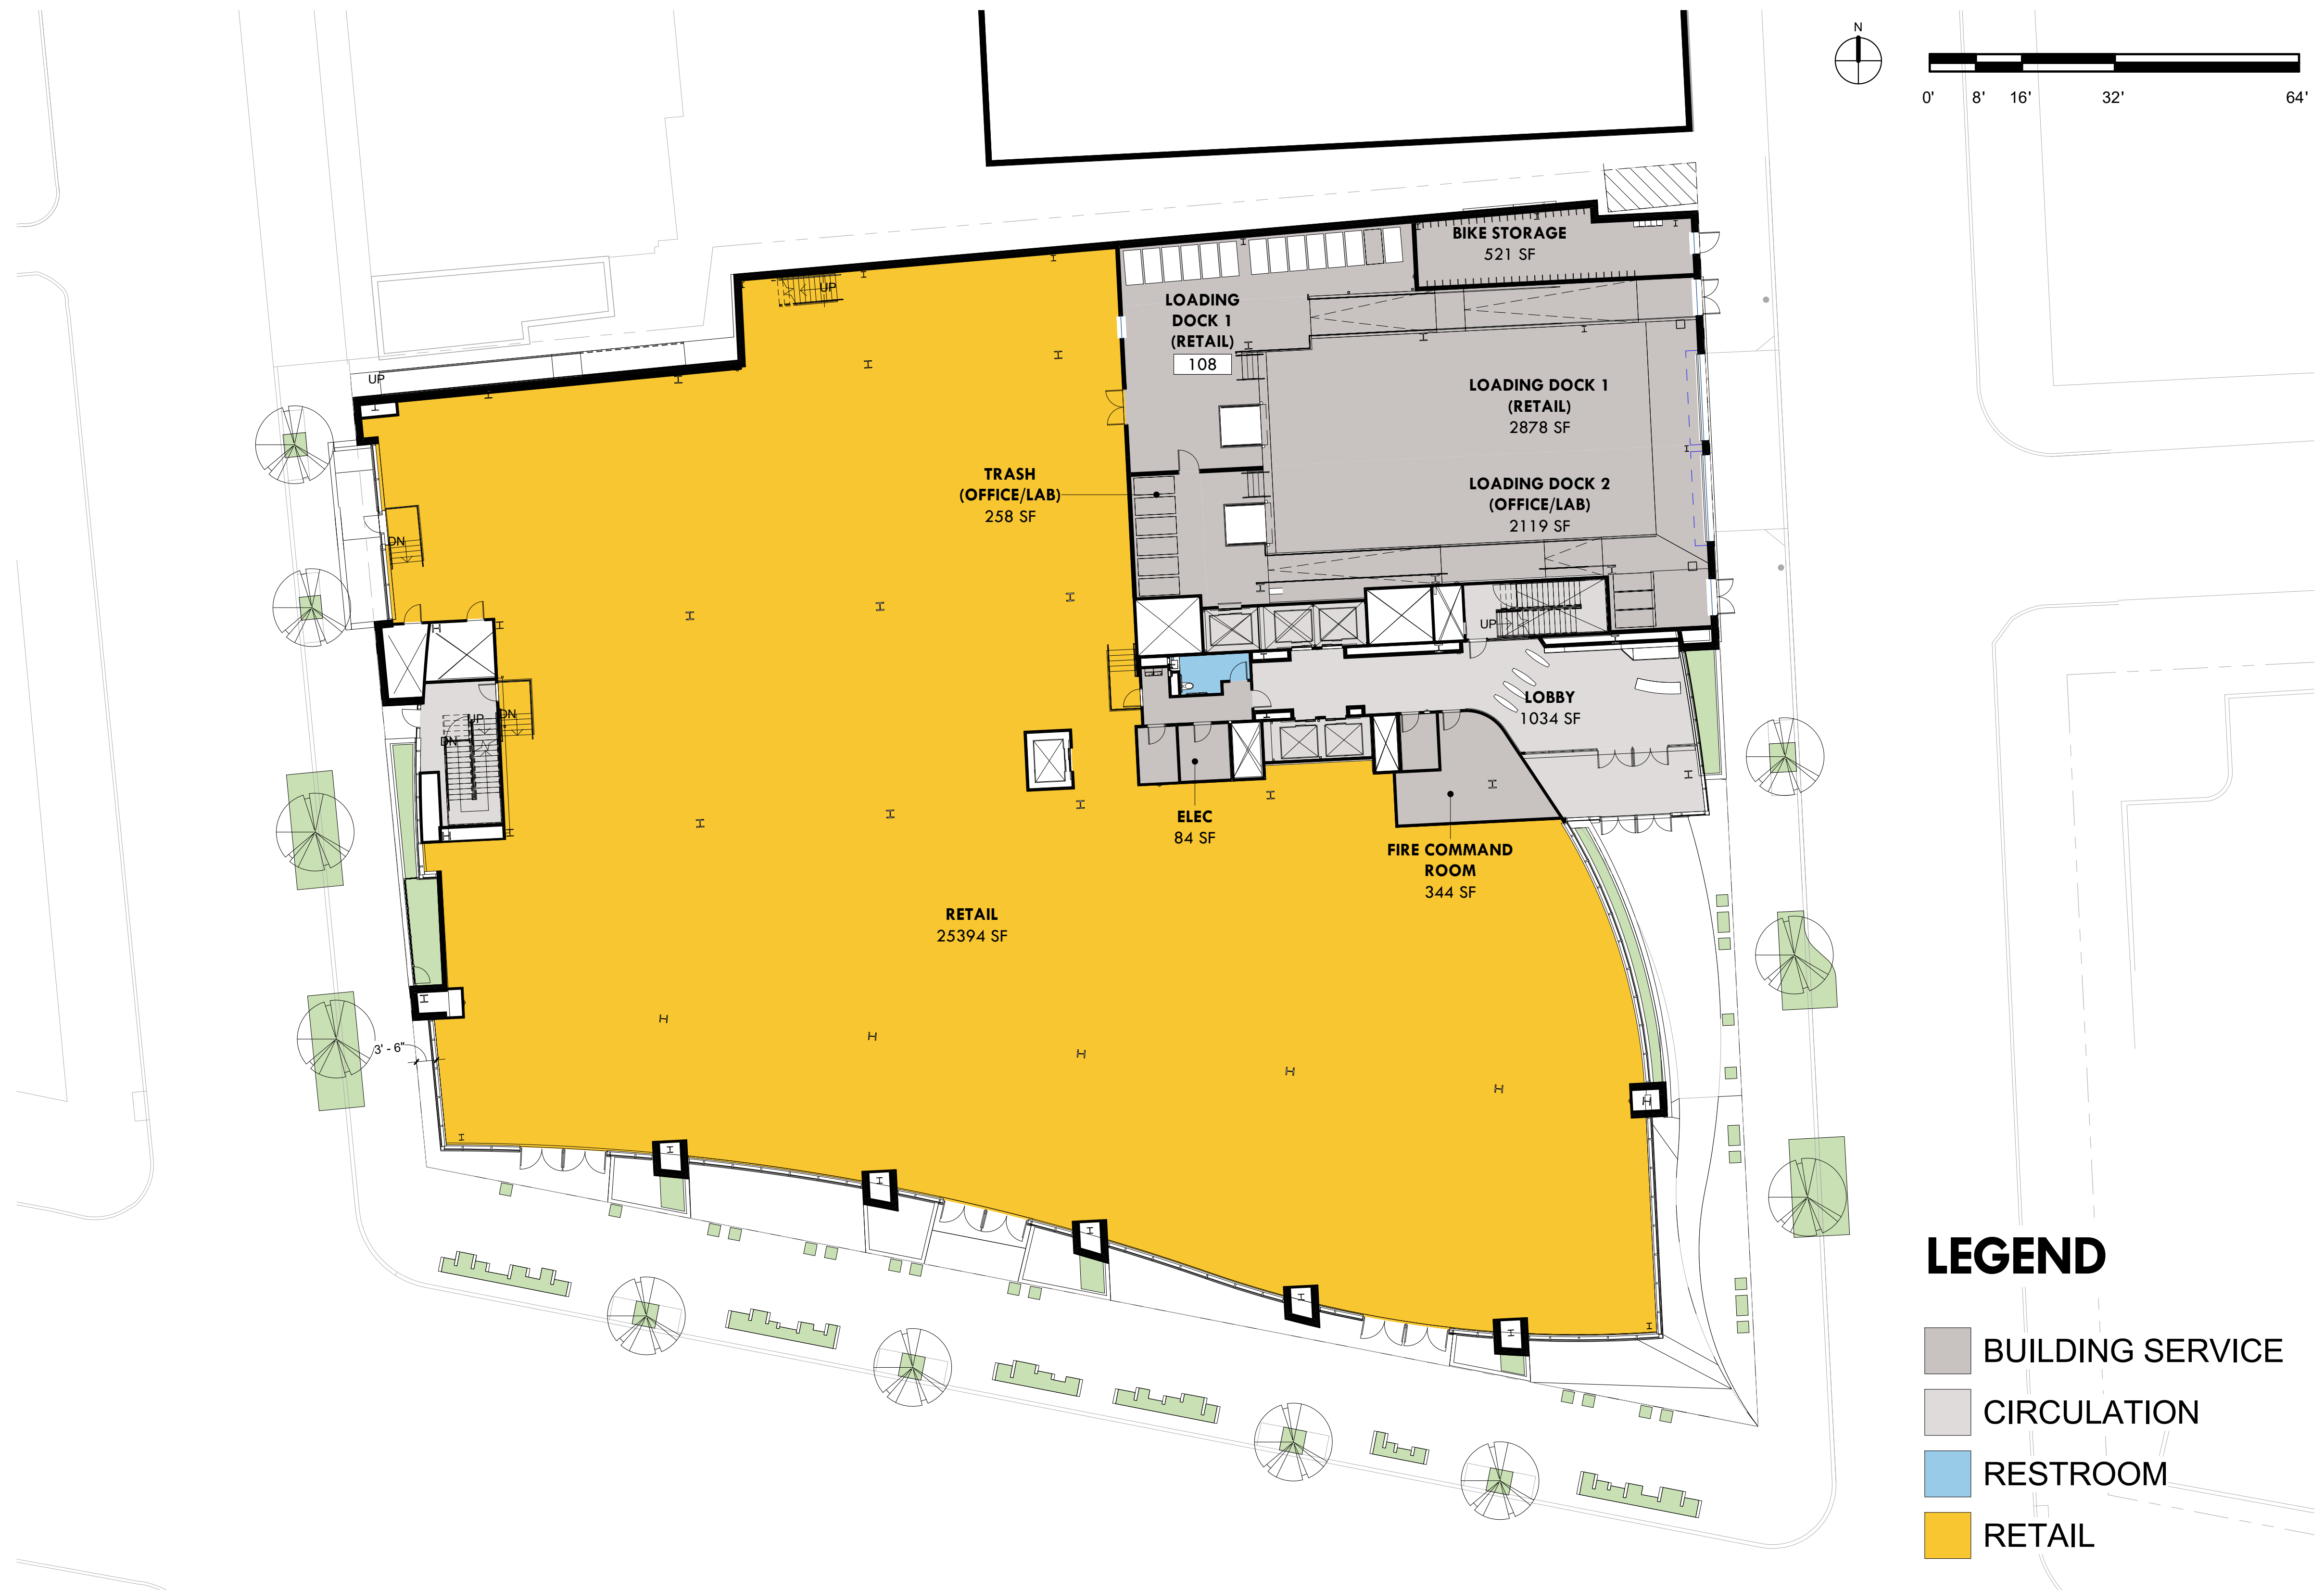 N
0' 8' 16' 32' 64'
BIKE STORAGE
521 SF
UP
LOADING
DOCK 1
(RETAIL)
108
UP
LOADING DOCK 1
(RETAIL)
2878 SF
TRASH
(OFFICE/LAB)
258 SF
LOADING DOCK 2
(OFFICE/LAB)
2119 SF
DN
UP
LOBBY
1034 SF
UP
DN
DN
ELEC
84 SF
FIRE COMMAND
ROOM
344 SF
RETAIL
25394 SF
3' - 6"
LEGEND
BUILDING SERVICE
CIRCULATION
RESTROOM
RETAIL